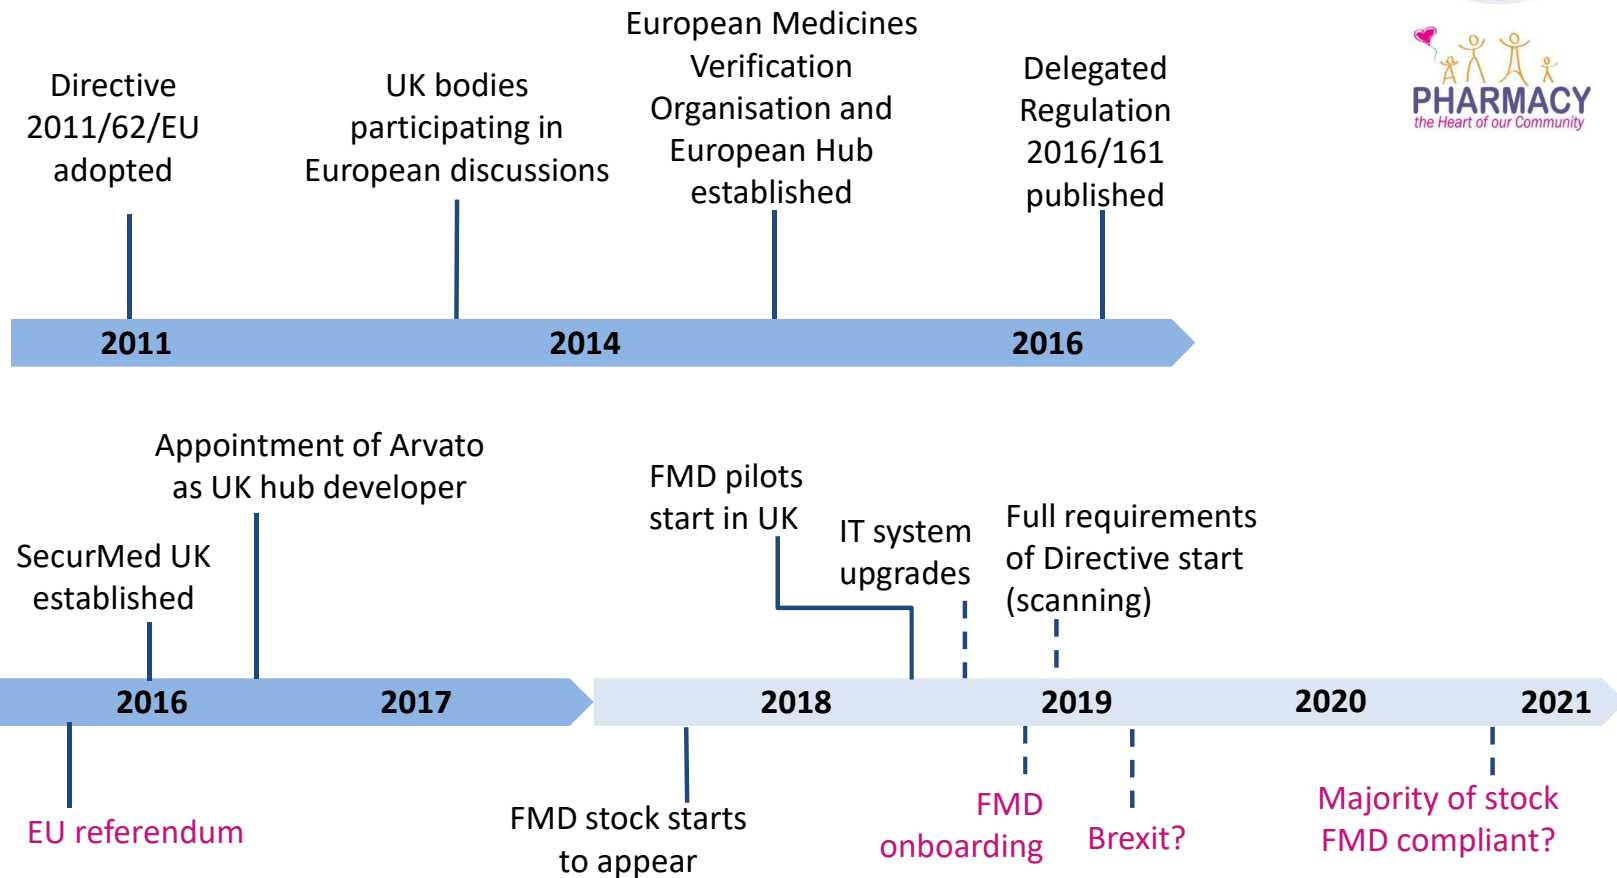 Directive
2011/62/EU
adopted
UK bodies
participating in
European discussions
European Medicines
Verification
Organisation and
European Hub
established
Delegated
Regulation
2016/161
published
PHARMACY
the Heart of our Community
2011
2014
2016
SecurMed UK
established
Appointment of Arvato
as UK hub developer
FMD pilots
start in UK
IT system
upgrades
Full requirements
of Directive start
(scanning)
2016
2017
2018
2019
2020
2021
EU referendum
FMD stock starts
to appear
FMD
onboarding
Brexit?
Majority of stock
FMD compliant?